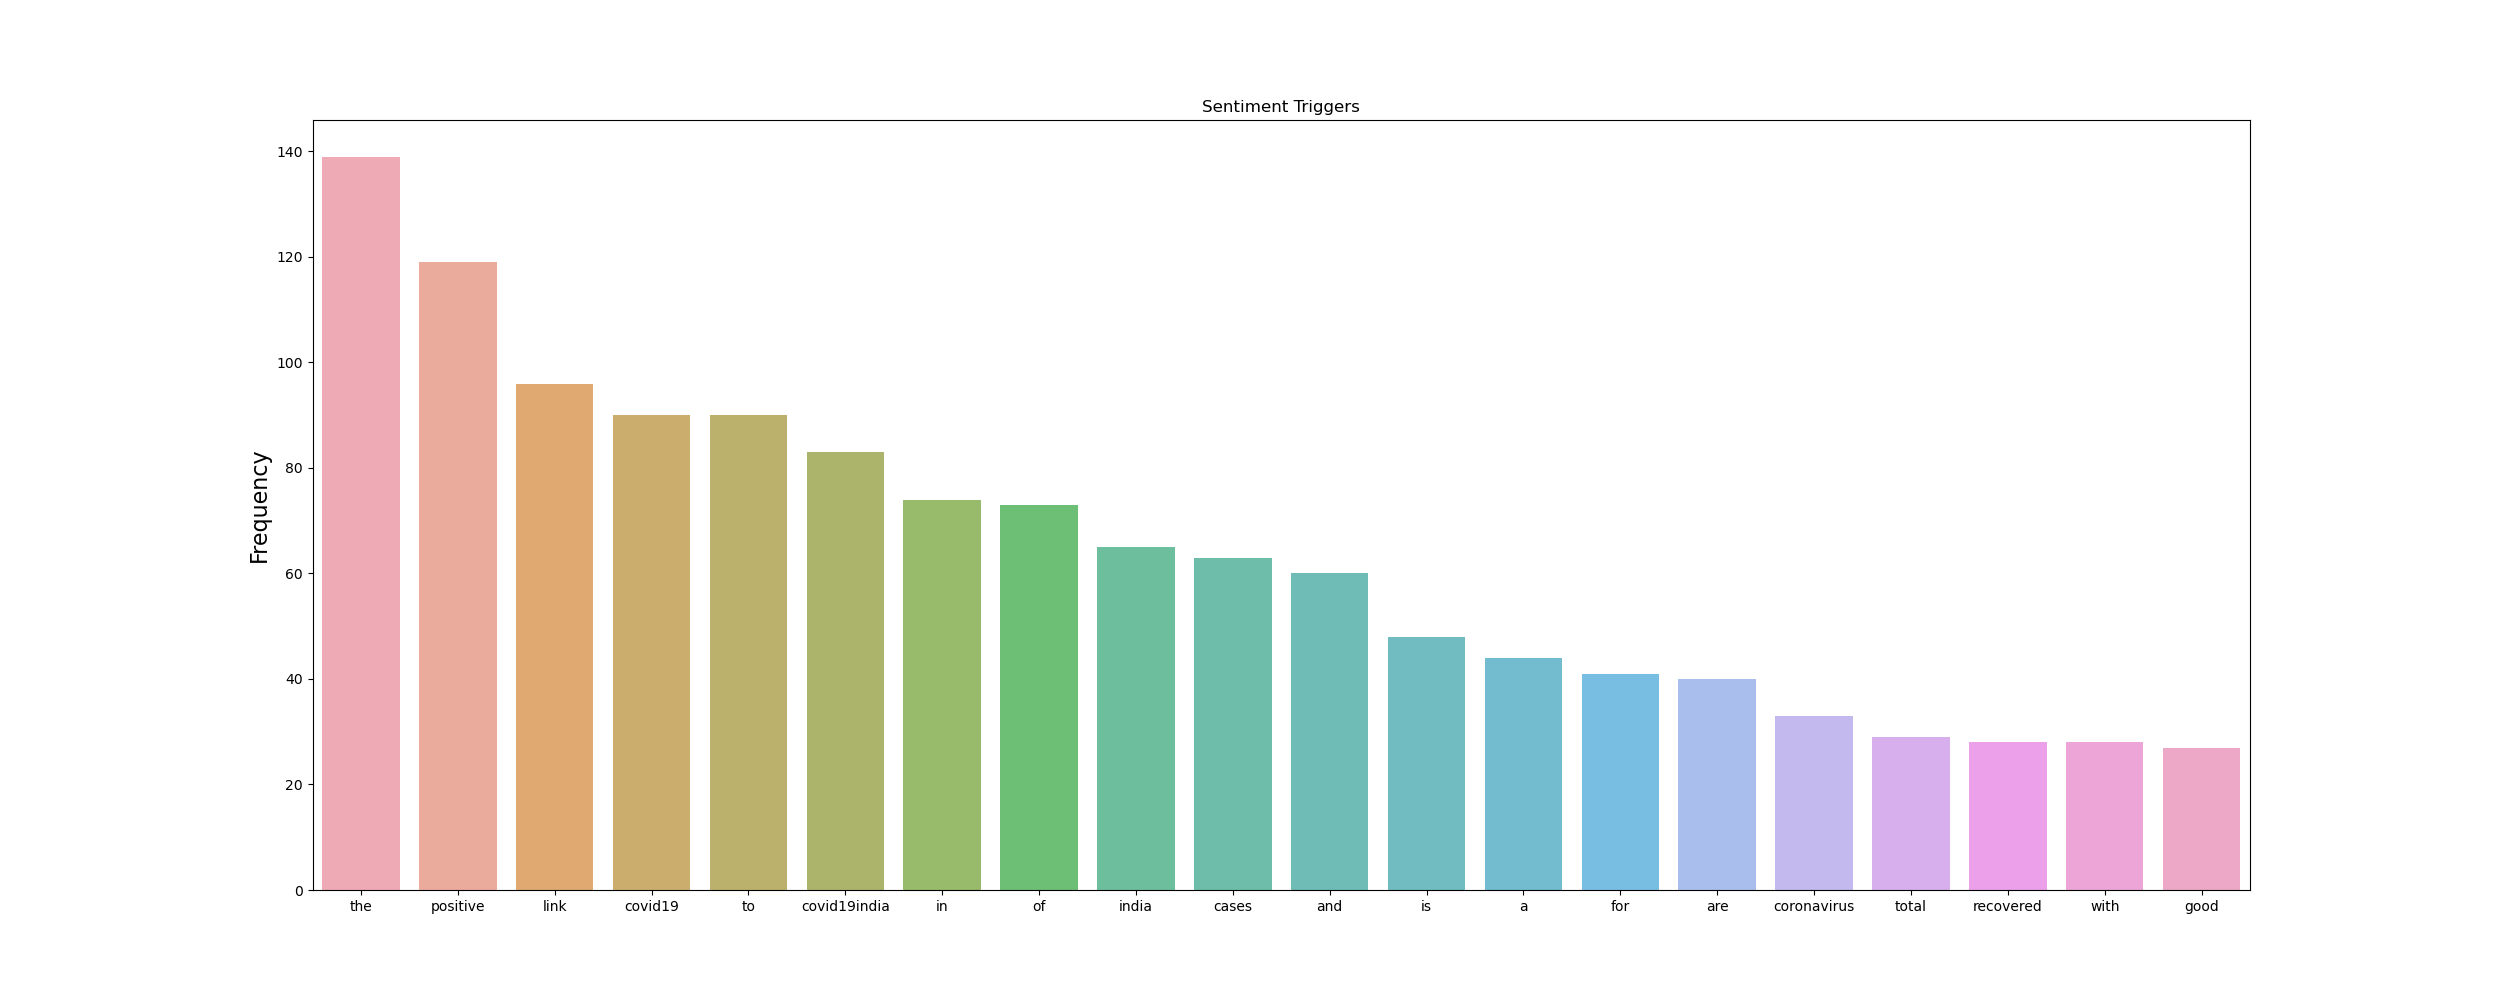 Sentiment Triggers
Frequency
140
120
100
80
60
40
20
0
the positive link covid19 to covid19india in of india cases and is a for are coronavirus total recovered with good